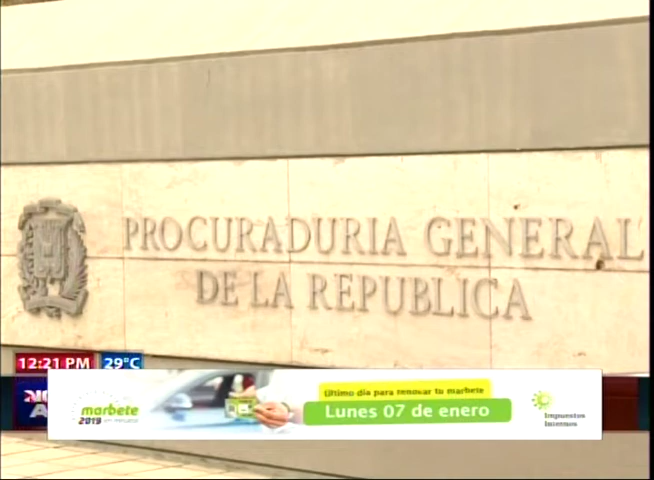 PROCURADURIA GENERAL
DE LA REPUBLICA
12:21 PM 29°C
marbete
2019
Último día para renovar tu marbete
Lunes 07 de enero
Impuestos
Internos